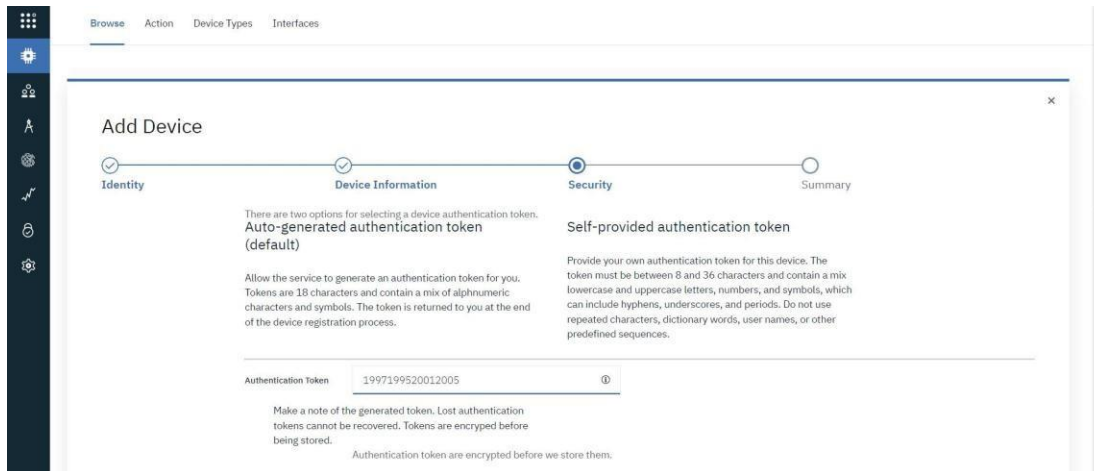 Browse Action Device Types Interfaces
Add Device
Identity Device Information Security Summary
There are two options for selecting a device authentication token.
Auto-generated authentication token
(default)
Allow the service to generate an authentication token for you.
Tokens are 18 characters and contain a mix of alphnumeric
characters and symbols. The token is returned to you at the end
of the device registration process.
Self-provided authentication token
Provide your own authentication token for this device. The
token must be between 8 and 36 characters and contain a mix
lowercase and uppercase letters, numbers, and symbols, which
can include hyphens, underscores, and periods. Do not use
repeated characters, dictionary words, user names, or other
predefined sequences.
Authentication Token 1997199520012005
Make a note of the generated token. Lost authentication
tokens cannot be recovered. Tokens are encryped before
being stored.
Authentication token are encrypted before we store them.